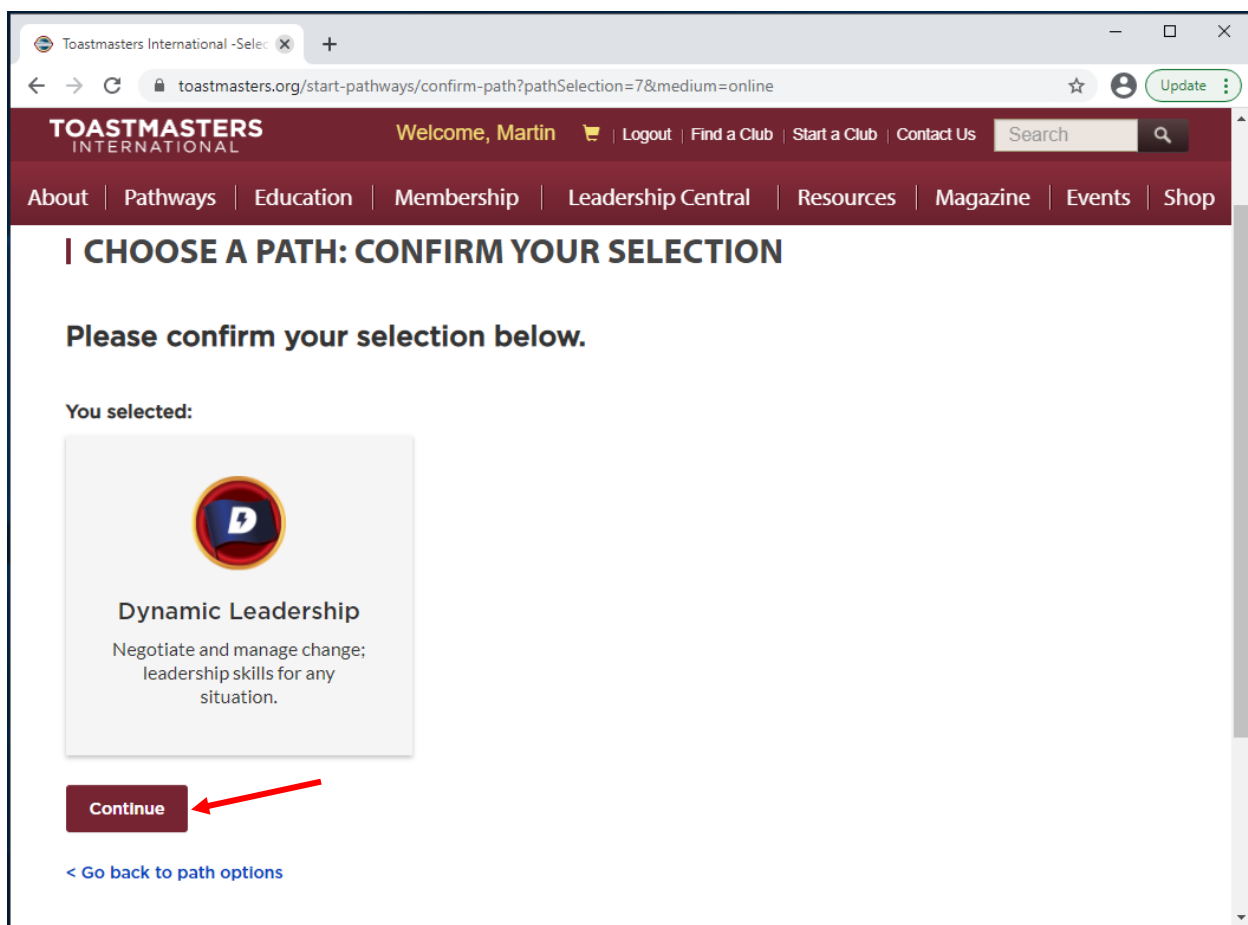 Toastmasters International -Selec
toastmasters.org/start-pathways/confirm-path?pathSelection=7&medium=online
Update
TOASTMASTERS
INTERNATIONAL
Welcome, Martin | Logout | Find a Club | Start a Club | Contact Us Search
About | Pathways | Education | Membership | Leadership Central | Resources | Magazine | Events | Shop
CHOOSE A PATH: CONFIRM YOUR SELECTION
Please confirm your selection below.
You selected:
D
Dynamic Leadership
Negotiate and manage change;
leadership skills for any
situation.
Continue
< Go back to path options